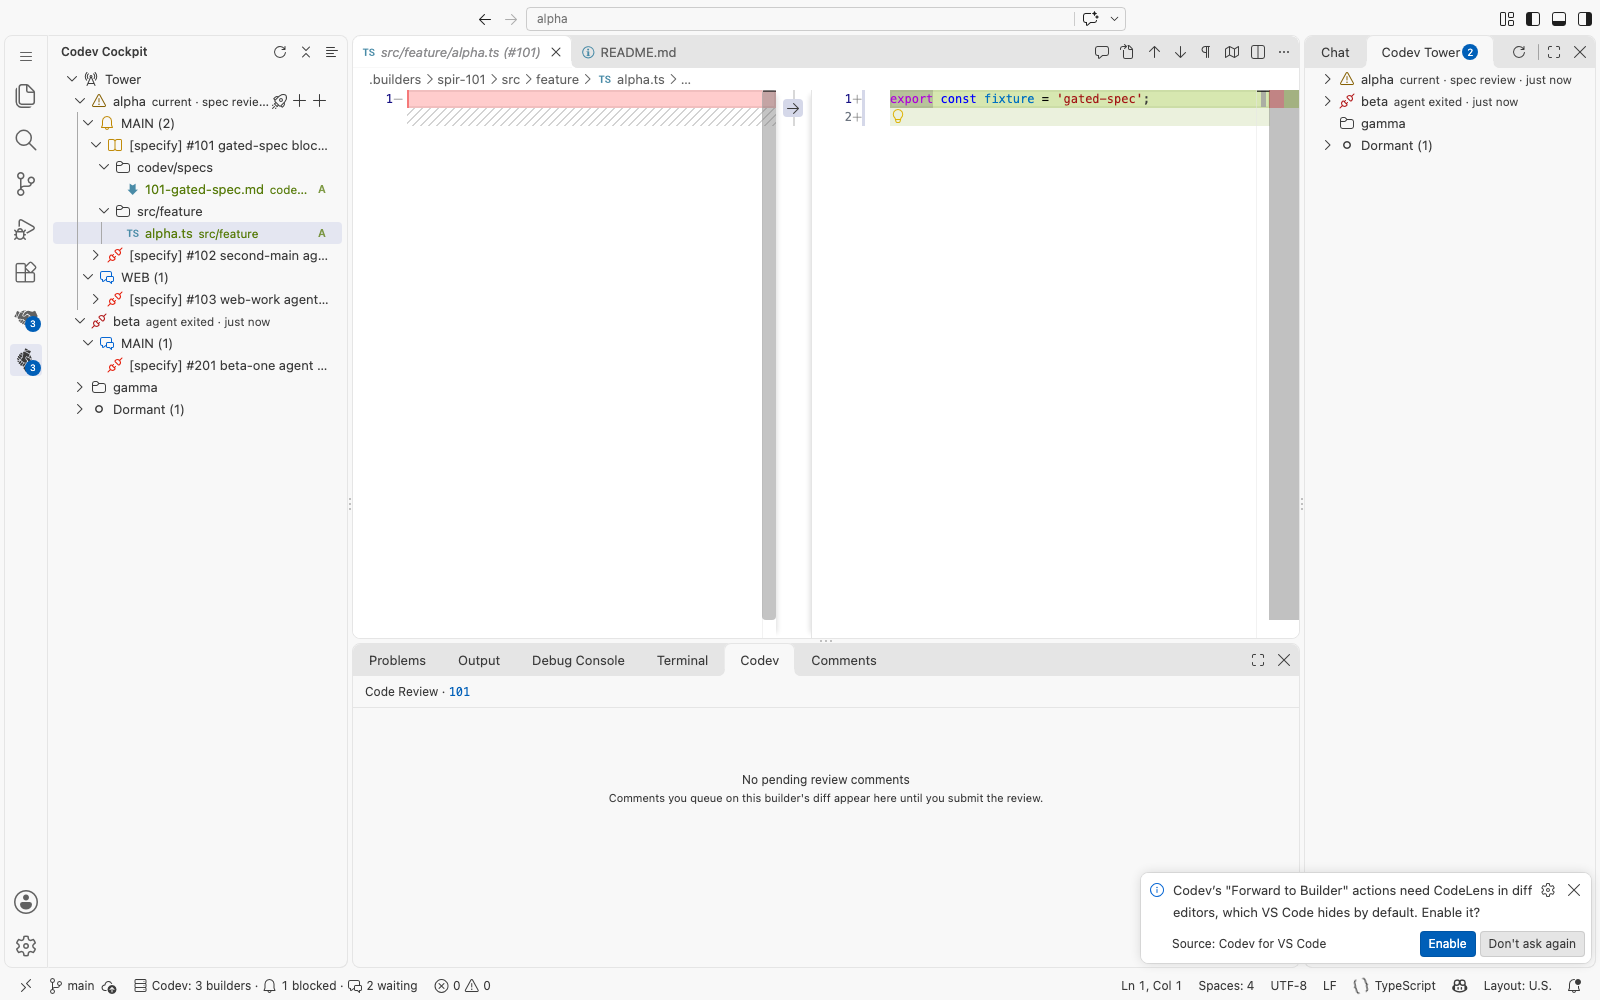 alpha
Codev Cockpit
Tower
alpha current · spec revie...
MAIN (2)
[specify] #101 gated-spec bloc...
codev/specs
101-gated-spec.md code... A
src/feature
TS alpha.ts src/feature A
[specify] #102 second-main ag...
WEB (1)
[specify] #103 web-work agent...
beta agent exited · just now
MAIN (1)
[specify] #201 beta-one agent ...
gamma
Dormant (1)
3
3
TS src/feature/alpha.ts (#101)
README.md
.builders > spir-101 > src > feature > TS alpha.ts > ...
1−
1+ export const fixture = 'gated-spec';
2+
Problems Output Debug Console Terminal Codev Comments
Code Review · 101
No pending review comments
Comments you queue on this builder's diff appear here until you submit the review.
Chat Codev Tower 2
alpha current · spec review · just now
beta agent exited · just now
gamma
Dormant (1)
Codev’s "Forward to Builder" actions need CodeLens in diff
editors, which VS Code hides by default. Enable it?
Source: Codev for VS Code
Enable Don't ask again
main Codev: 3 builders · 1 blocked · 2 waiting 0 0
Ln 1, Col 1 Spaces: 4 UTF-8 LF { } TypeScript Layout: U.S.